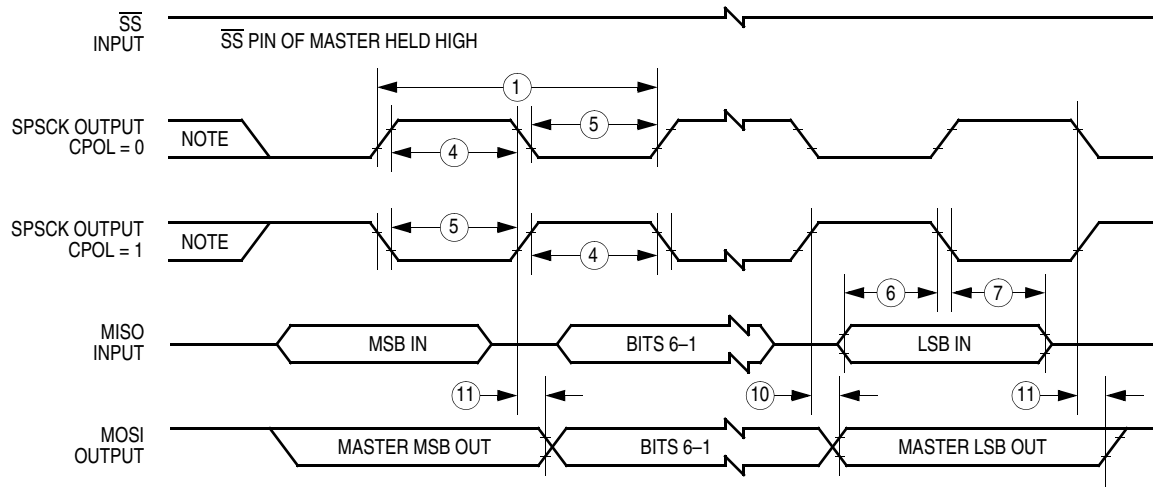 SS
INPUT
SS PIN OF MASTER HELD HIGH
1
SPSCK OUTPUT
CPOL = 0
NOTE
5
4
SPSCK OUTPUT
CPOL = 1
NOTE
5
4
6
7
MISO
INPUT
MSB IN
BITS 6–1
LSB IN
11
10
11
MOSI
OUTPUT
MASTER MSB OUT
BITS 6–1
MASTER LSB OUT